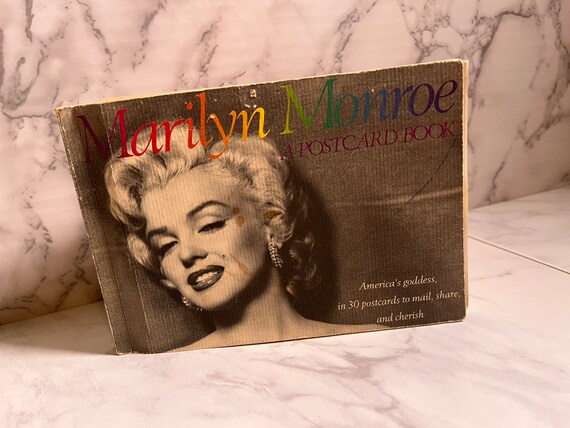 Marilyn Monroe
A POSTCARD BOOK
America's goddess,
in 30 postcards to mail, share,
and cherish